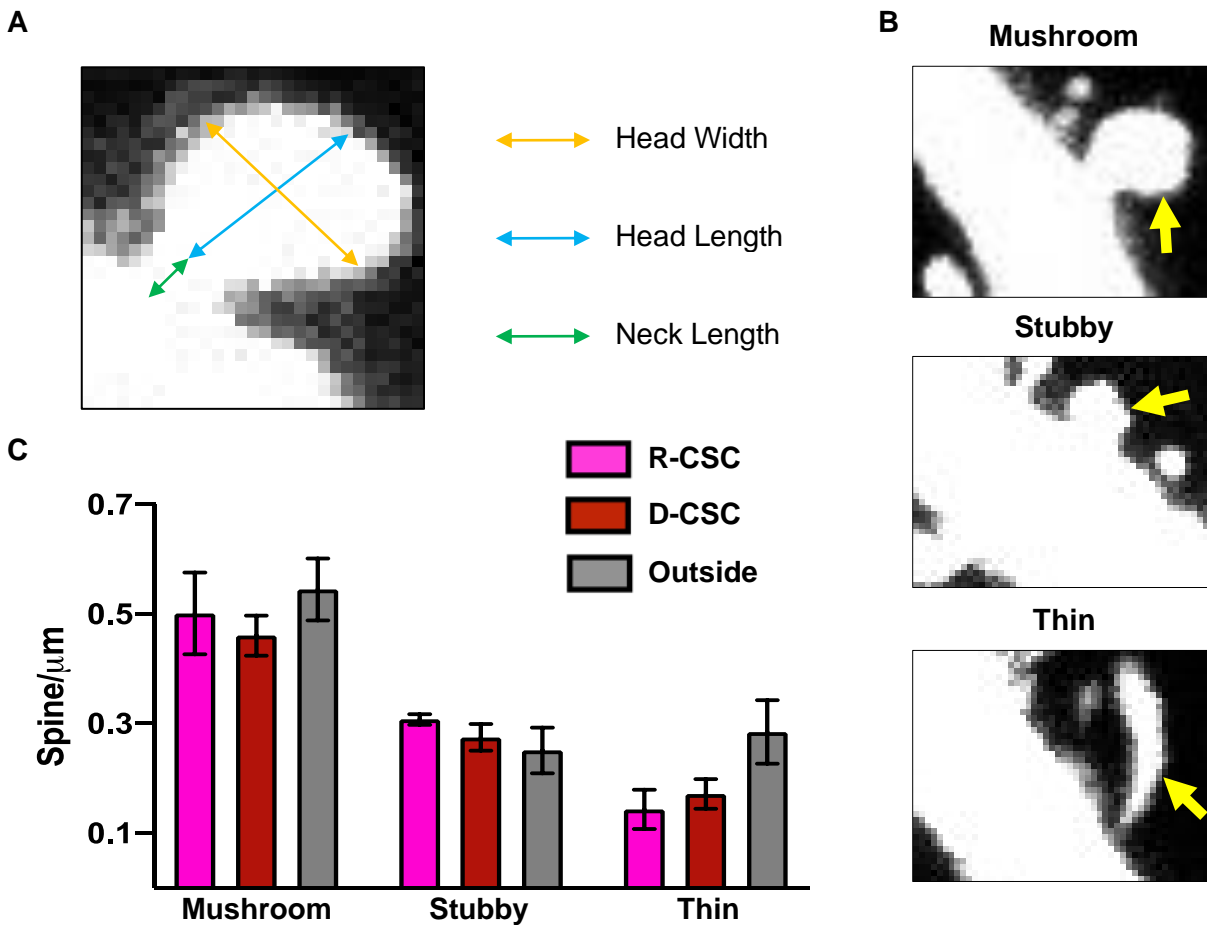 A
Head Width
Head Length
Neck Length
B
Mushroom
Stubby
Thin
C
R-CSC
D-CSC
Outside
Spine/μm
0.7
0.5
0.3
0.1
Mushroom Stubby Thin